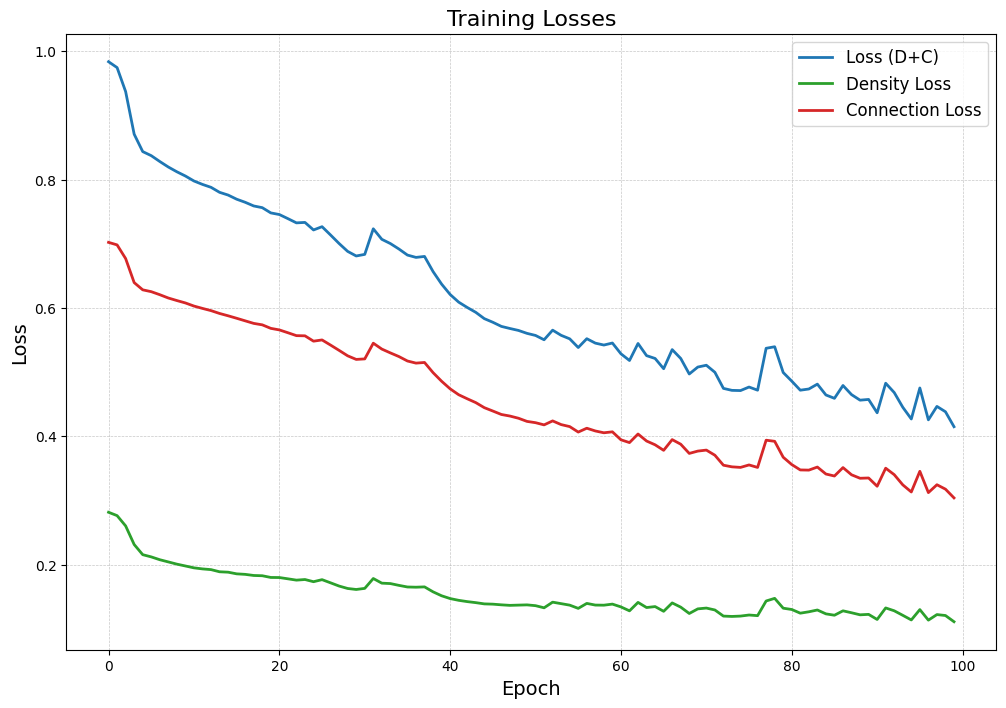 Training Losses
Loss (D+C)
Density Loss
Connection Loss
Loss
1.0
0.8
0.6
0.4
0.2
0 20 40 60 80 100
Epoch